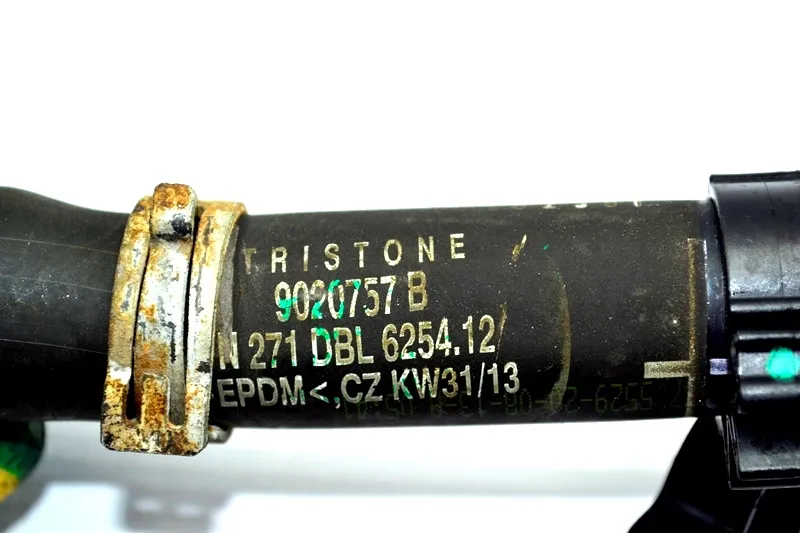 TRISTONE
9020757 B
N 271 DBL 6254.12/
EPDM<,CZ KW31/13